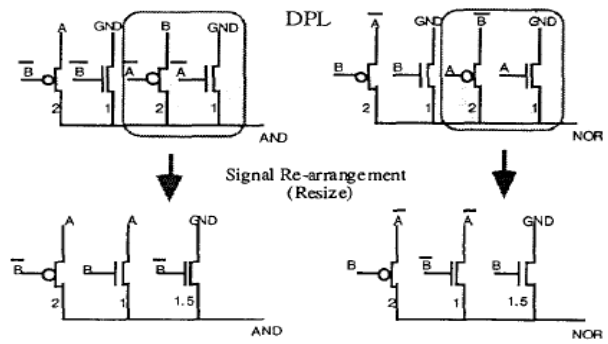 DPL
A GND B GND
B̅ B̅ A̅ A̅
2 1 2 1
AND
A̅ GND B̅ GND
B B A A
2 1 2 1
NOR
Signal Re-arrangement
(Resize)
A A GND
B̅ B B̅
2 1 1.5
AND
A̅ A̅ GND
B B̅ B
2 1 1.5
NOR